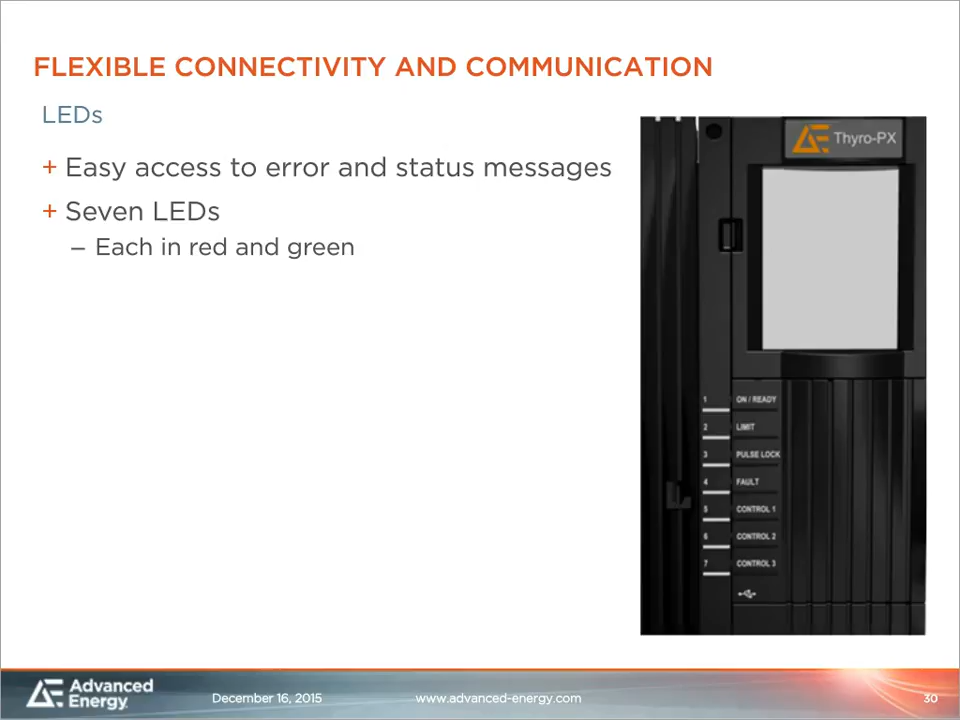 FLEXIBLE CONNECTIVITY AND COMMUNICATION
LEDs
+ Easy access to error and status messages
+ Seven LEDs
– Each in red and green
Thyro-PX
1 ON / READY
2 LIMIT
3 PULSE LOCK
4 FAULT
5 CONTROL 1
6 CONTROL 2
7 CONTROL 3
Advanced
Energy
December 16, 2015
www.advanced-energy.com
30